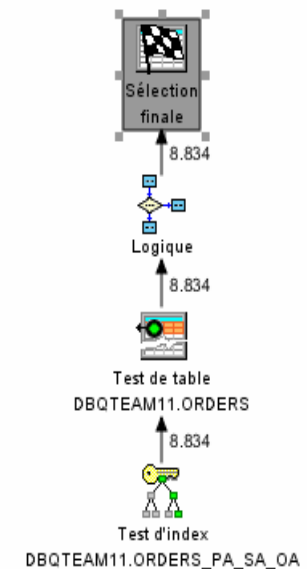 Sélection
finale
8.834
Logique
8.834
Test de table
DBQTEAM11.ORDERS
8.834
Test d'index
DBQTEAM11.ORDERS_PA_SA_OA